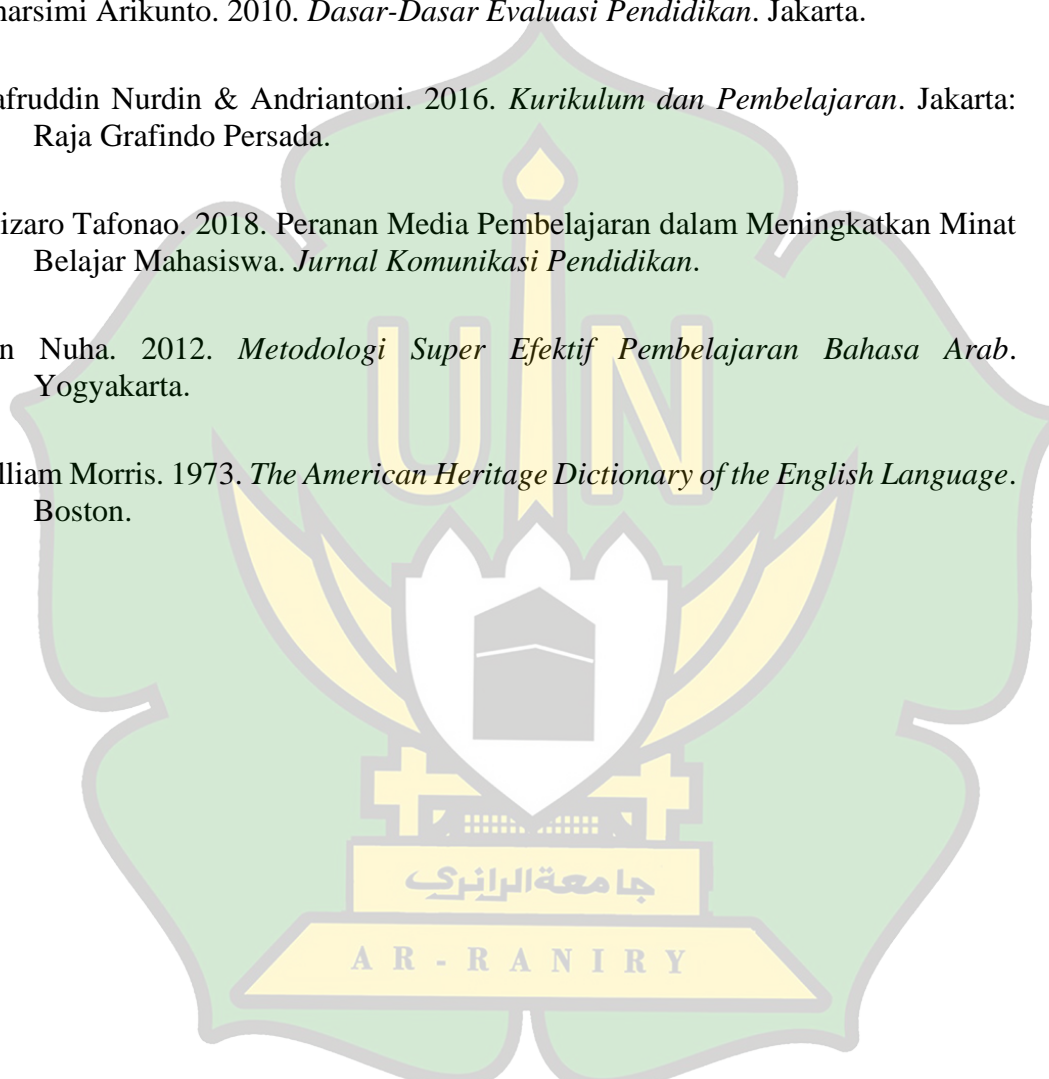 harsimi Arikunto. 2010. Dasar-Dasar Evaluasi Pendidikan. Jakarta.
afruddin Nurdin & Andriantoni. 2016. Kurikulum dan Pembelajaran. Jakarta:
Raja Grafindo Persada.
izaro Tafonao. 2018. Peranan Media Pembelajaran dalam Meningkatkan Minat
Belajar Mahasiswa. Jurnal Komunikasi Pendidikan.
n Nuha. 2012. Metodologi Super Efektif Pembelajaran Bahasa Arab.
Yogyakarta.
lliam Morris. 1973. The American Heritage Dictionary of the English Language.
Boston.
UIN
جامعة الرانري
AR-RANIRY